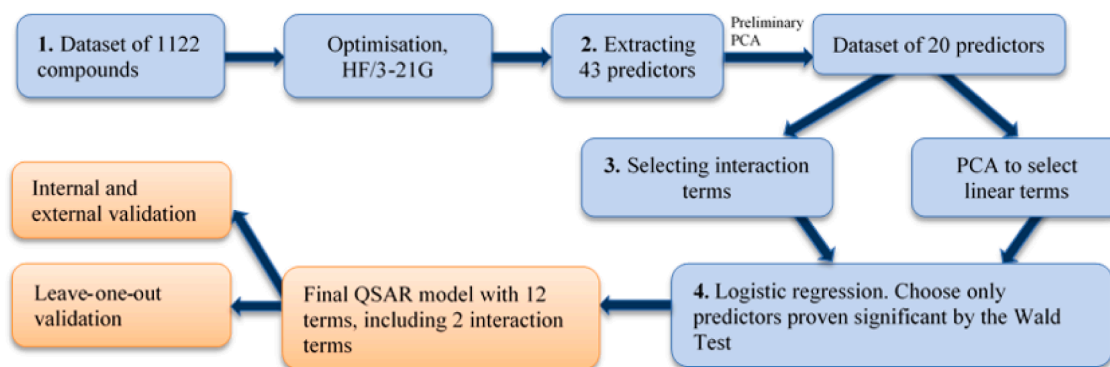 1. Dataset of 1122
compounds
Optimisation,
HF/3-21G
2. Extracting
43 predictors
Preliminary
PCA
Dataset of 20 predictors
3. Selecting interaction
terms
PCA to select
linear terms
4. Logistic regression. Choose only
predictors proven significant by the Wald
Test
Final QSAR model with 12
terms, including 2 interaction
terms
Internal and
external validation
Leave-one-out
validation